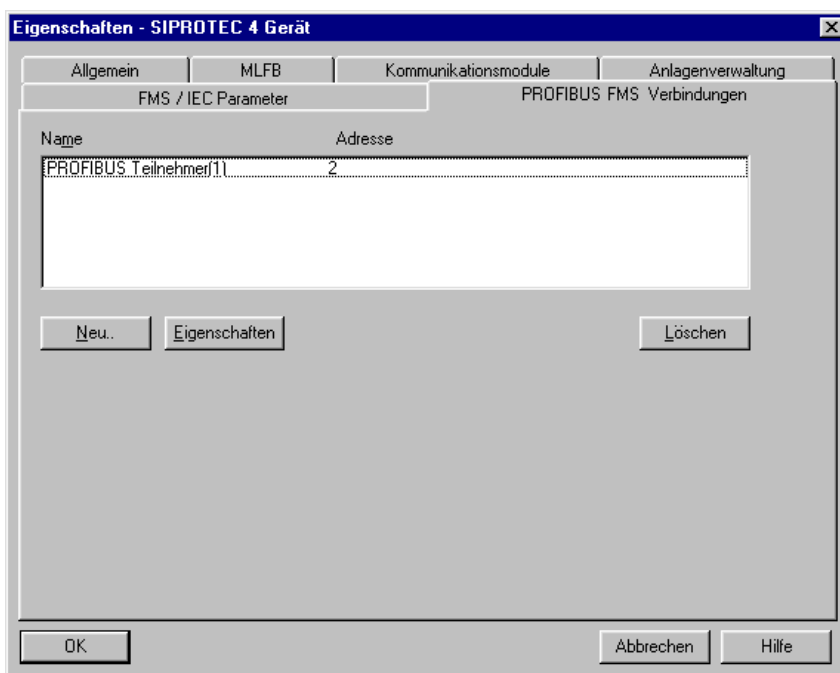 Eigenschaften - SIPROTEC 4 Gerät
Allgemein MLFB Kommunikationsmodule Anlagenverwaltung
FMS / IEC Parameter PROFIBUS FMS Verbindungen
Name Adresse
PROFIBUS Teilnehmer(1) 2
Neu.. Eigenschaften Löschen
OK Abbrechen Hilfe